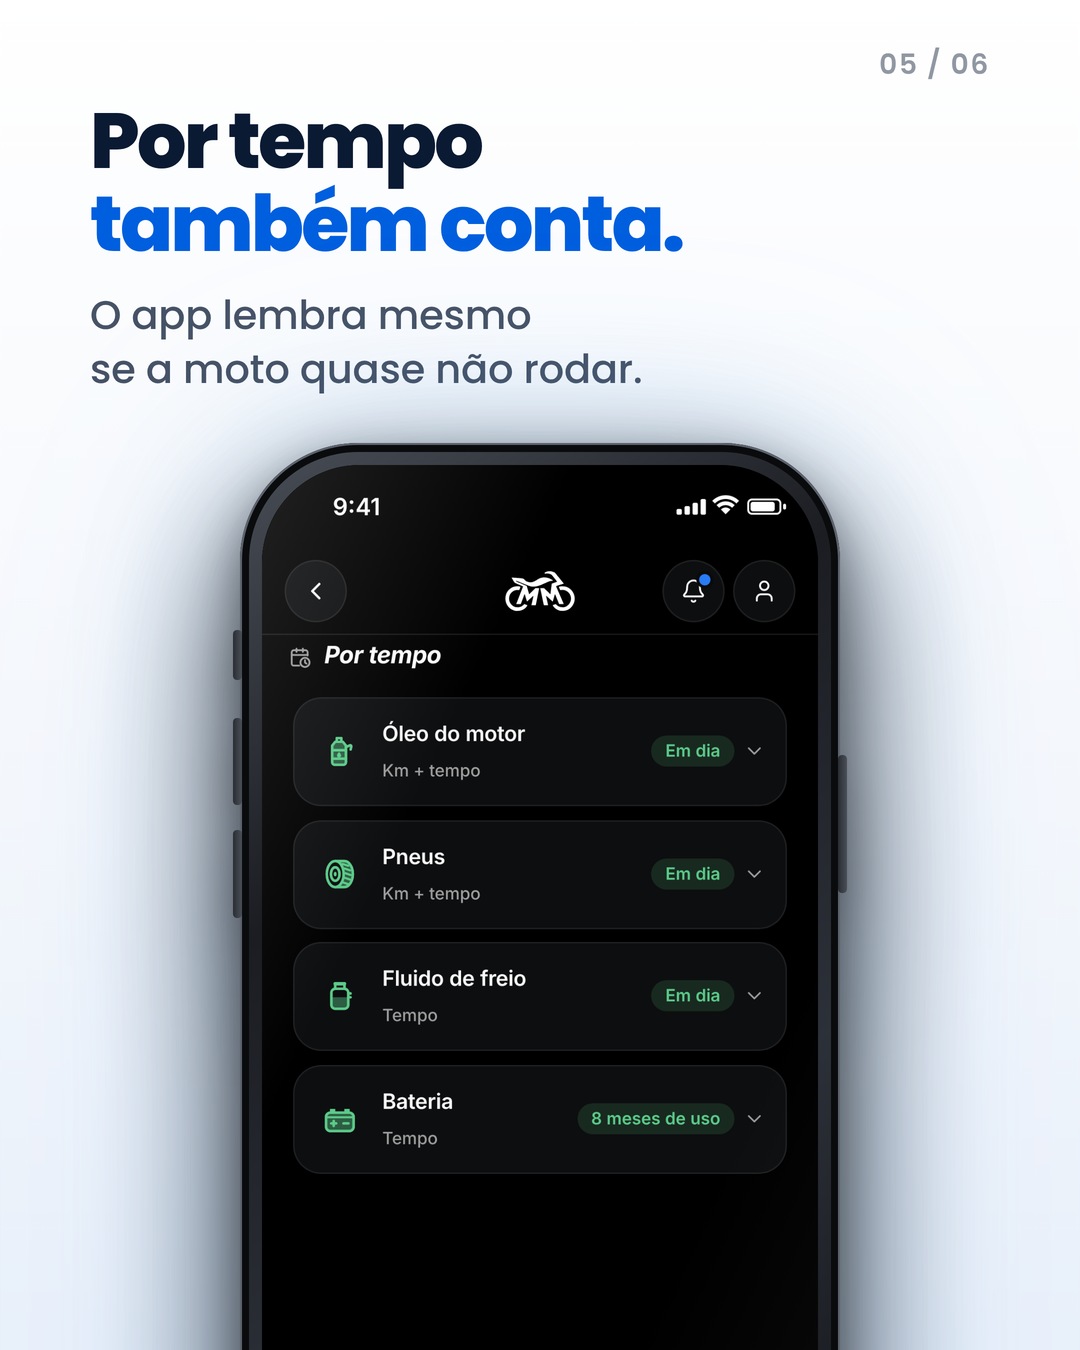 05 / 06
Por tempo
também conta.
O app lembra mesmo
se a moto quase não rodar.
9:41
MM
Por tempo
Óleo do motor
Km + tempo
Em dia
Pneus
Km + tempo
Em dia
Fluido de freio
Tempo
Em dia
Bateria
Tempo
8 meses de uso